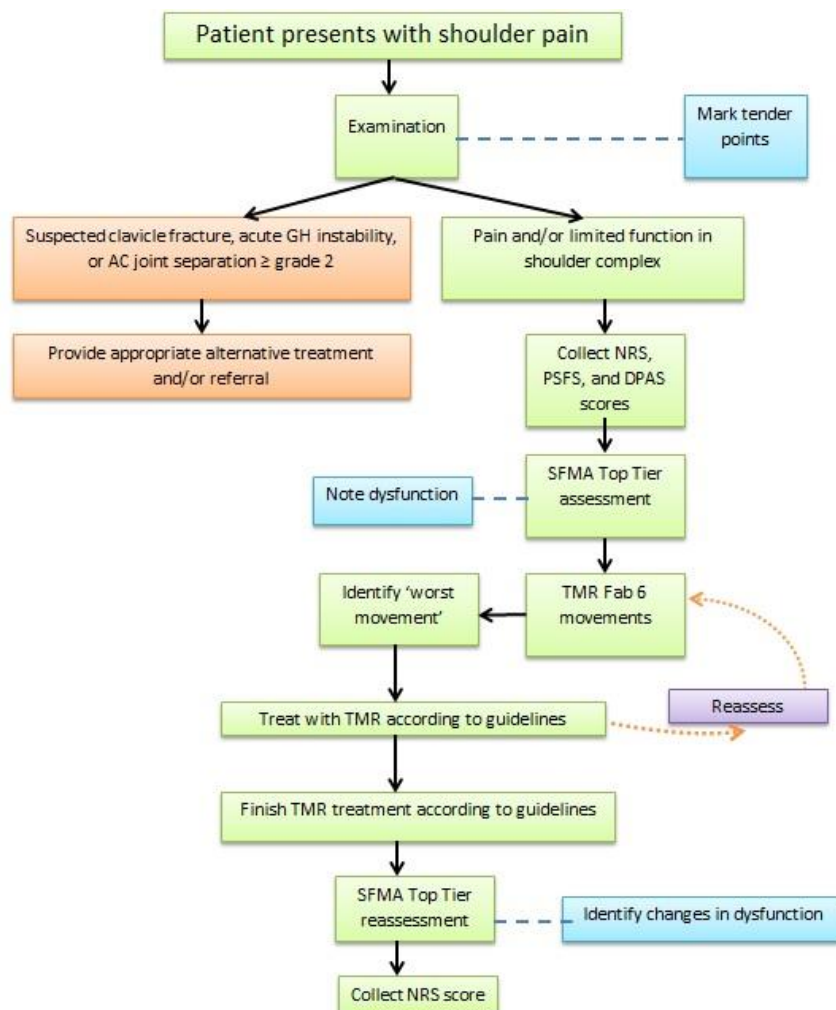 Patient presents with shoulder pain
Examination
Mark tender
points
Suspected clavicle fracture, acute GH instability,
or AC joint separation ≥ grade 2
Pain and/or limited function in
shoulder complex
Provide appropriate alternative treatment
and/or referral
Collect NRS,
PSFS, and DPAS
scores
Note dysfunction
SFMA Top Tier
assessment
Identify ‘worst
movement’
TMR Fab 6
movements
Reassess
Treat with TMR according to guidelines
Finish TMR treatment according to guidelines
SFMA Top Tier
reassessment
Identify changes in dysfunction
Collect NRS score